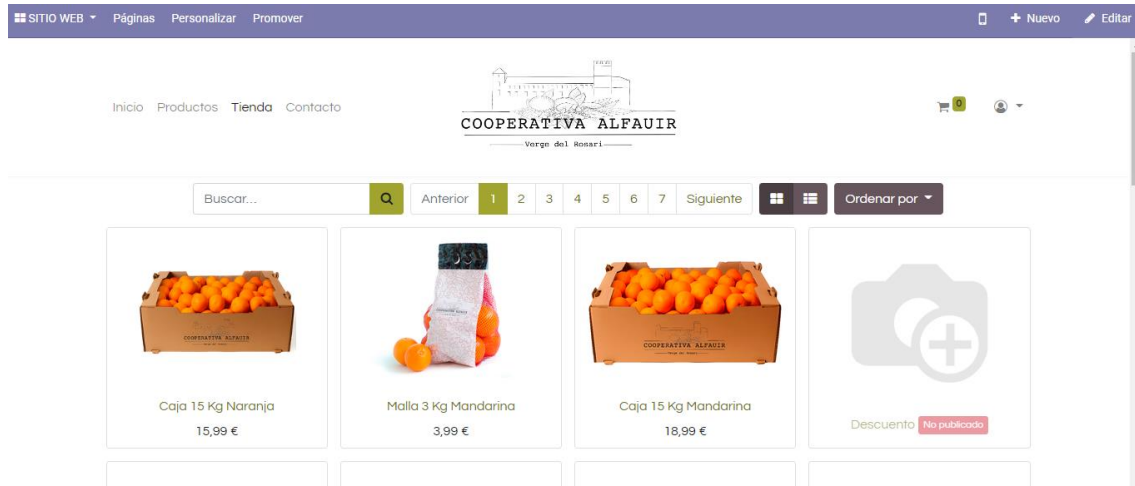 SITIO WEB Páginas Personalizar Promover + Nuevo Editar
Inicio Productos Tienda Contacto
COOPERATIVA ALFAUIR
Verge del Rosari
0
Buscar...
Anterior 1 2 3 4 5 6 7 Siguiente
Ordenar por
COOPERATIVA ALFAUIR
COOPERATIVA ALFAUIR
Caja 15 Kg Naranja
15,99 €
Malla 3 Kg Mandarina
3,99 €
Caja 15 Kg Mandarina
18,99 €
Descuento No publicado